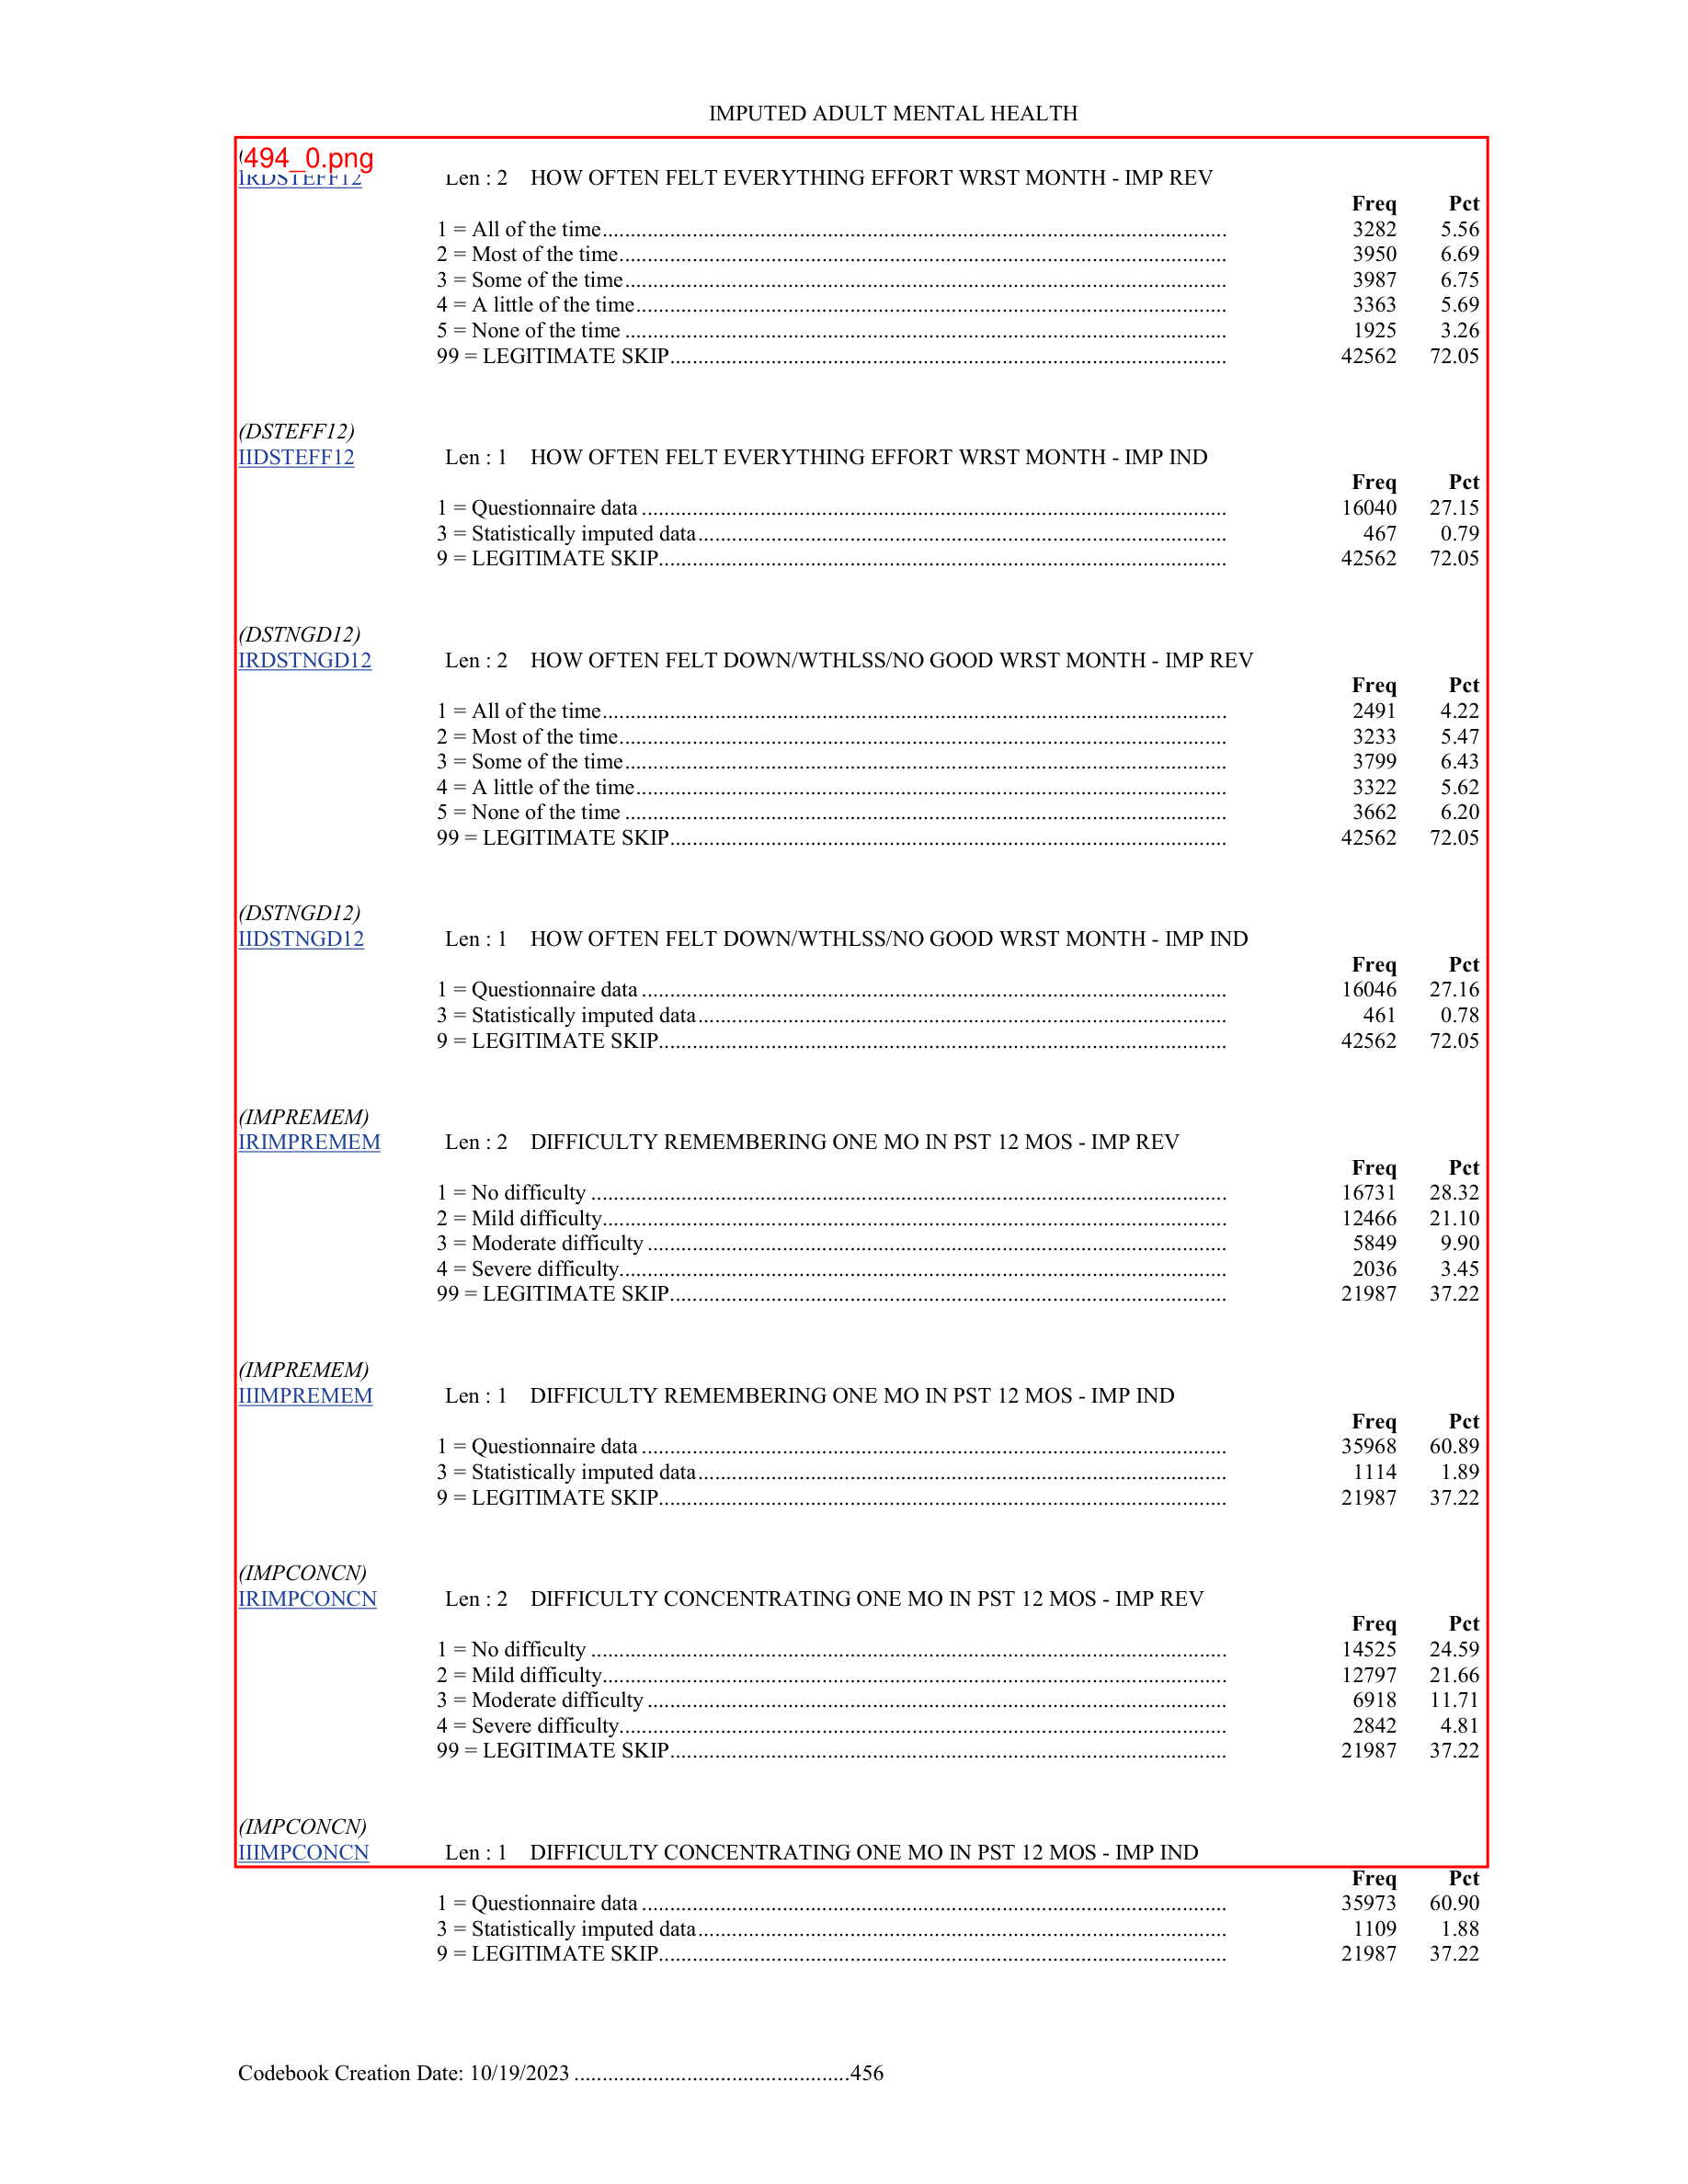 IMPUTED ADULT MENTAL HEALTH
494_0.png
IRDSTEFF12 Len : 2 HOW OFTEN FELT EVERYTHING EFFORT WRST MONTH - IMP REV
Freq Pct
1 = All of the time 3282 5.56
2 = Most of the time 3950 6.69
3 = Some of the time 3987 6.75
4 = A little of the time 3363 5.69
5 = None of the time 1925 3.26
99 = LEGITIMATE SKIP 42562 72.05
(DSTEFF12)
IIDSTEFF12 Len : 1 HOW OFTEN FELT EVERYTHING EFFORT WRST MONTH - IMP IND
Freq Pct
1 = Questionnaire data 16040 27.15
3 = Statistically imputed data 467 0.79
9 = LEGITIMATE SKIP 42562 72.05
(DSTNGD12)
IRDSTNGD12 Len : 2 HOW OFTEN FELT DOWN/WTHLSS/NO GOOD WRST MONTH - IMP REV
Freq Pct
1 = All of the time 2491 4.22
2 = Most of the time 3233 5.47
3 = Some of the time 3799 6.43
4 = A little of the time 3322 5.62
5 = None of the time 3662 6.20
99 = LEGITIMATE SKIP 42562 72.05
(DSTNGD12)
IIDSTNGD12 Len : 1 HOW OFTEN FELT DOWN/WTHLSS/NO GOOD WRST MONTH - IMP IND
Freq Pct
1 = Questionnaire data 16046 27.16
3 = Statistically imputed data 461 0.78
9 = LEGITIMATE SKIP 42562 72.05
(IMPREMEM)
IRIMPREMEM Len : 2 DIFFICULTY REMEMBERING ONE MO IN PST 12 MOS - IMP REV
Freq Pct
1 = No difficulty 16731 28.32
2 = Mild difficulty 12466 21.10
3 = Moderate difficulty 5849 9.90
4 = Severe difficulty 2036 3.45
99 = LEGITIMATE SKIP 21987 37.22
(IMPREMEM)
IIIMPREMEM Len : 1 DIFFICULTY REMEMBERING ONE MO IN PST 12 MOS - IMP IND
Freq Pct
1 = Questionnaire data 35968 60.89
3 = Statistically imputed data 1114 1.89
9 = LEGITIMATE SKIP 21987 37.22
(IMPCONCN)
IRIMPCONCN Len : 2 DIFFICULTY CONCENTRATING ONE MO IN PST 12 MOS - IMP REV
Freq Pct
1 = No difficulty 14525 24.59
2 = Mild difficulty 12797 21.66
3 = Moderate difficulty 6918 11.71
4 = Severe difficulty 2842 4.81
99 = LEGITIMATE SKIP 21987 37.22
(IMPCONCN)
IIIMPCONCN Len : 1 DIFFICULTY CONCENTRATING ONE MO IN PST 12 MOS - IMP IND
Freq Pct
1 = Questionnaire data 35973 60.90
3 = Statistically imputed data 1109 1.88
9 = LEGITIMATE SKIP 21987 37.22
Codebook Creation Date: 10/19/2023 456